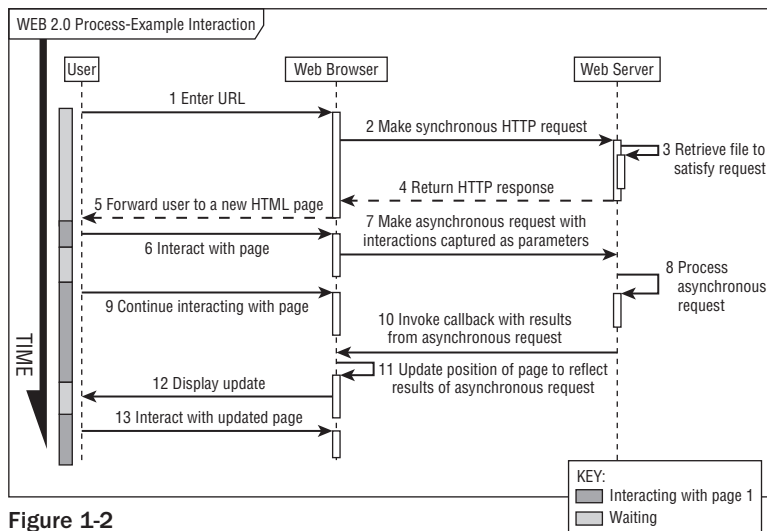 WEB 2.0 Process-Example Interaction
User
Web Browser
Web Server
1 Enter URL
2 Make synchronous HTTP request
3 Retrieve file to
satisfy request
4 Return HTTP response
5 Forward user to a new HTML page
7 Make asynchronous request with
interactions captured as parameters
6 Interact with page
8 Process
asynchronous
request
9 Continue interacting with page
10 Invoke callback with results
from asynchronous request
11 Update position of page to reflect
results of asynchronous request
12 Display update
13 Interact with updated page
TIME
KEY:
Interacting with page 1
Waiting
Figure 1-2